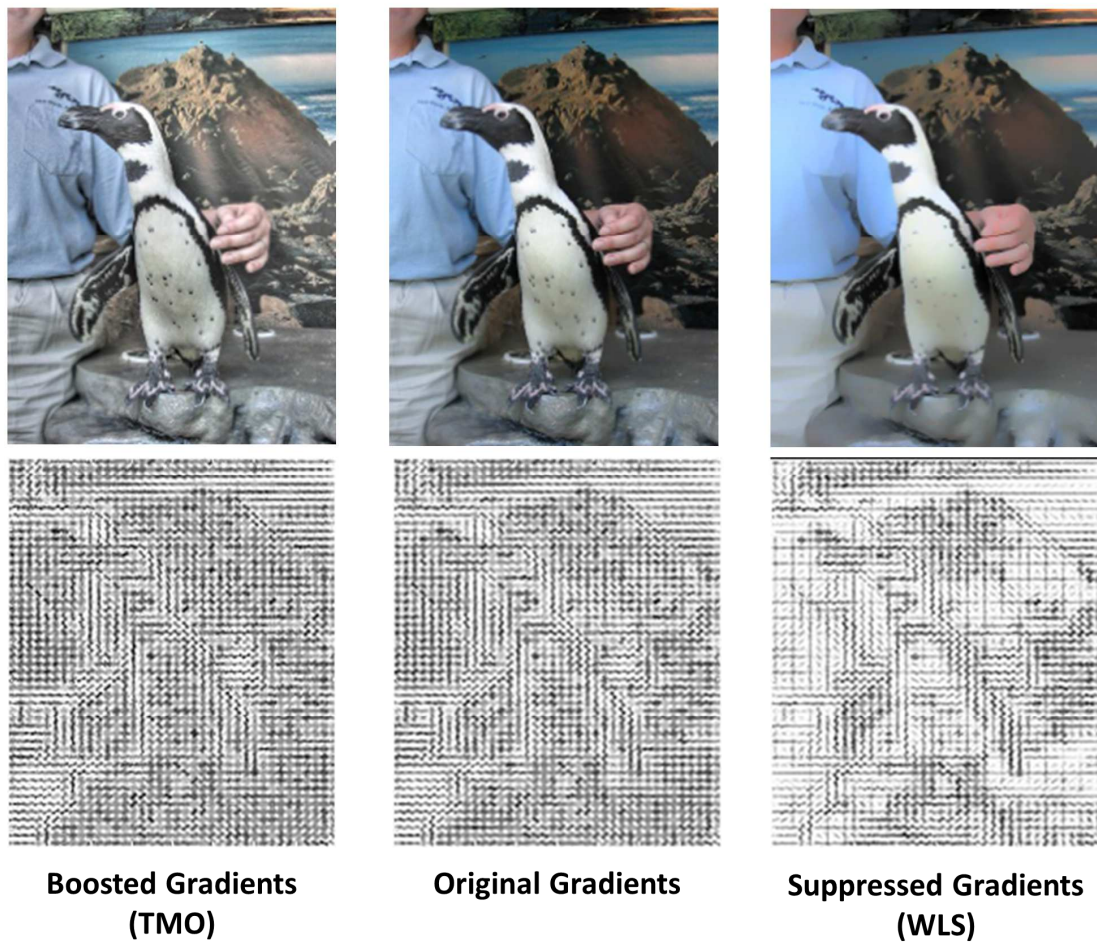 Boosted Gradients
(TMO)
Original Gradients
Suppressed Gradients
(WLS)